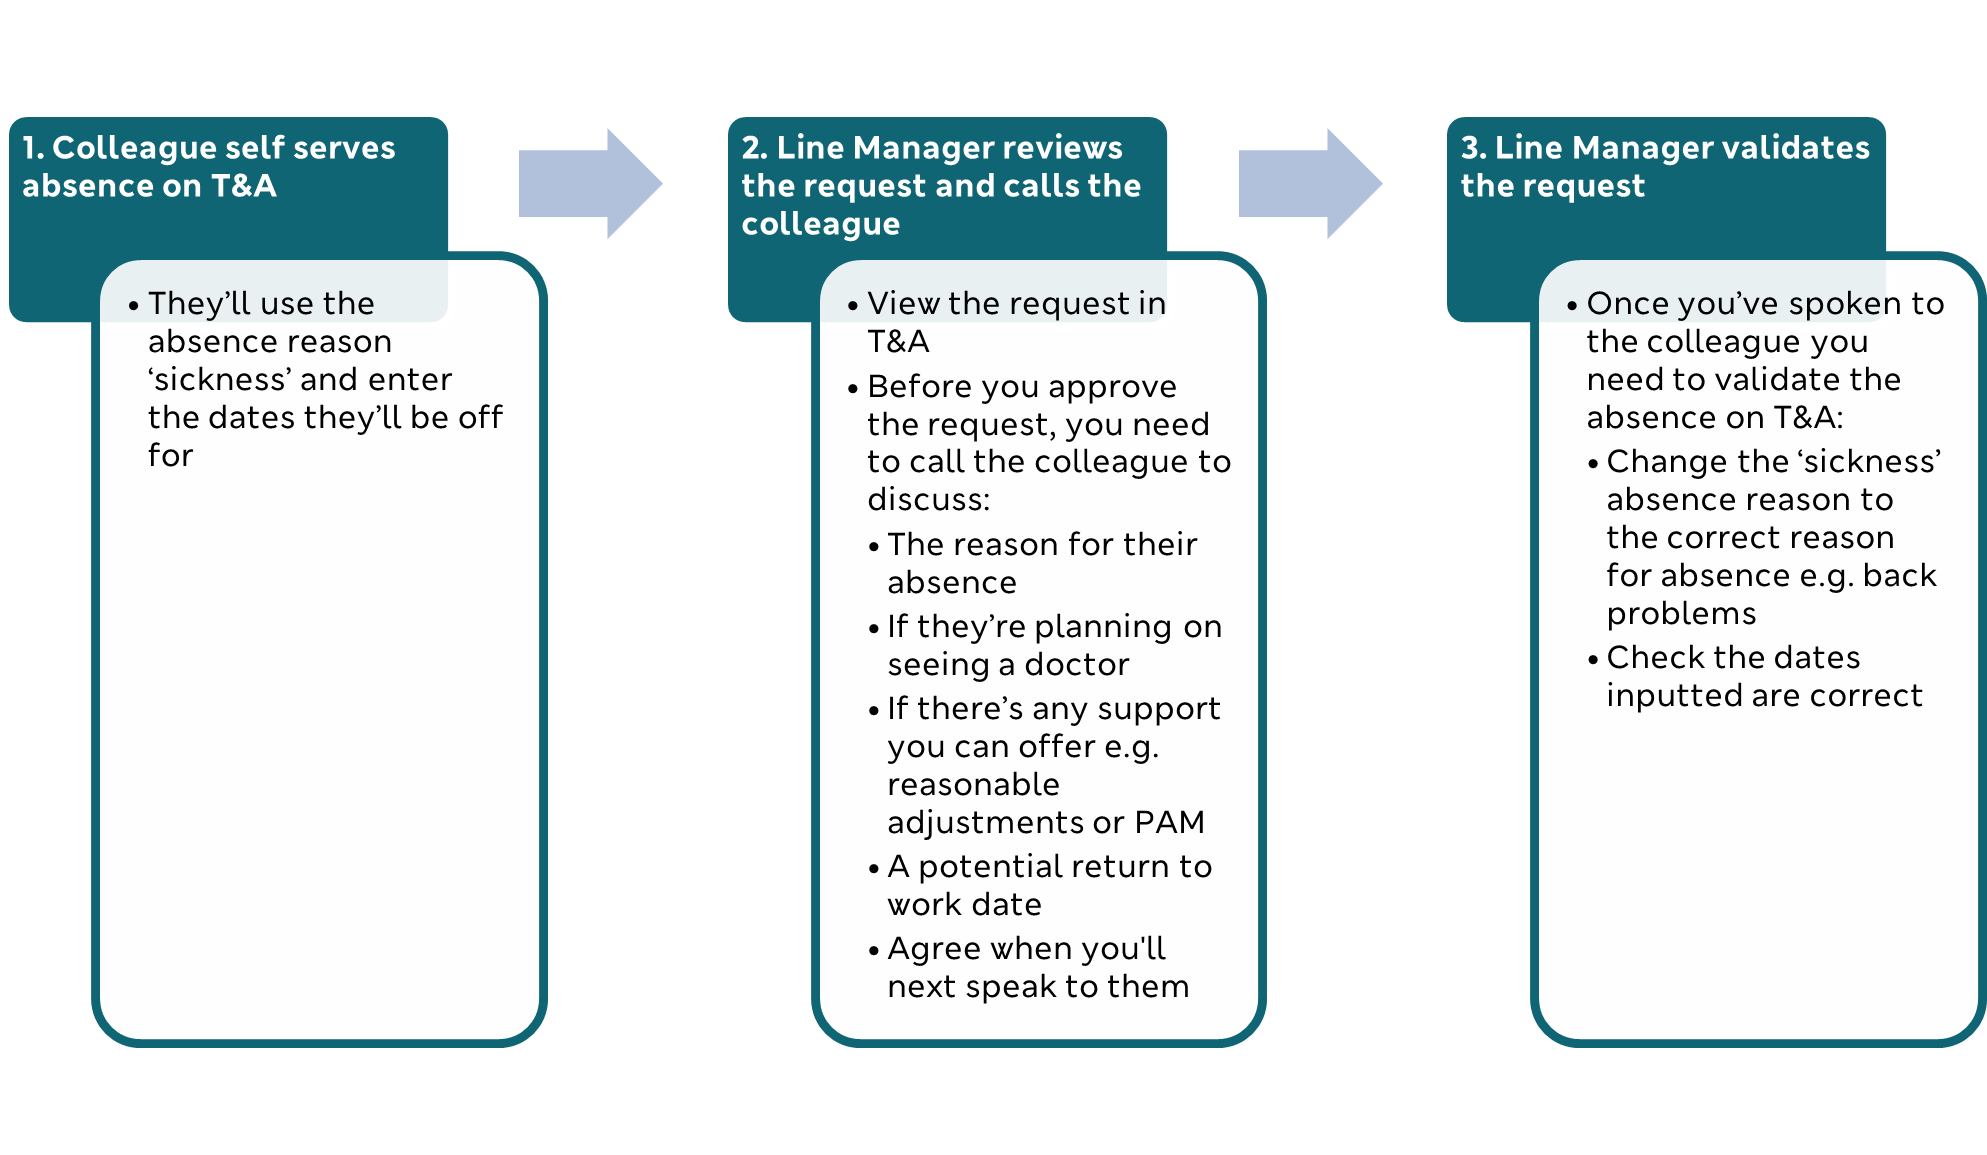 1. Colleague self serves
absence on T&A
• They’ll use the
absence reason
‘sickness’ and enter
the dates they’ll be off
for
2. Line Manager reviews
the request and calls the
colleague
• View the request in
T&A
• Before you approve
the request, you need
to call the colleague to
discuss:
• The reason for their
absence
• If they’re planning on
seeing a doctor
• If there’s any support
you can offer e.g.
reasonable
adjustments or PAM
• A potential return to
work date
• Agree when you'll
next speak to them
3. Line Manager validates
the request
• Once you’ve spoken to
the colleague you
need to validate the
absence on T&A:
• Change the ‘sickness’
absence reason to
the correct reason
for absence e.g. back
problems
• Check the dates
inputted are correct